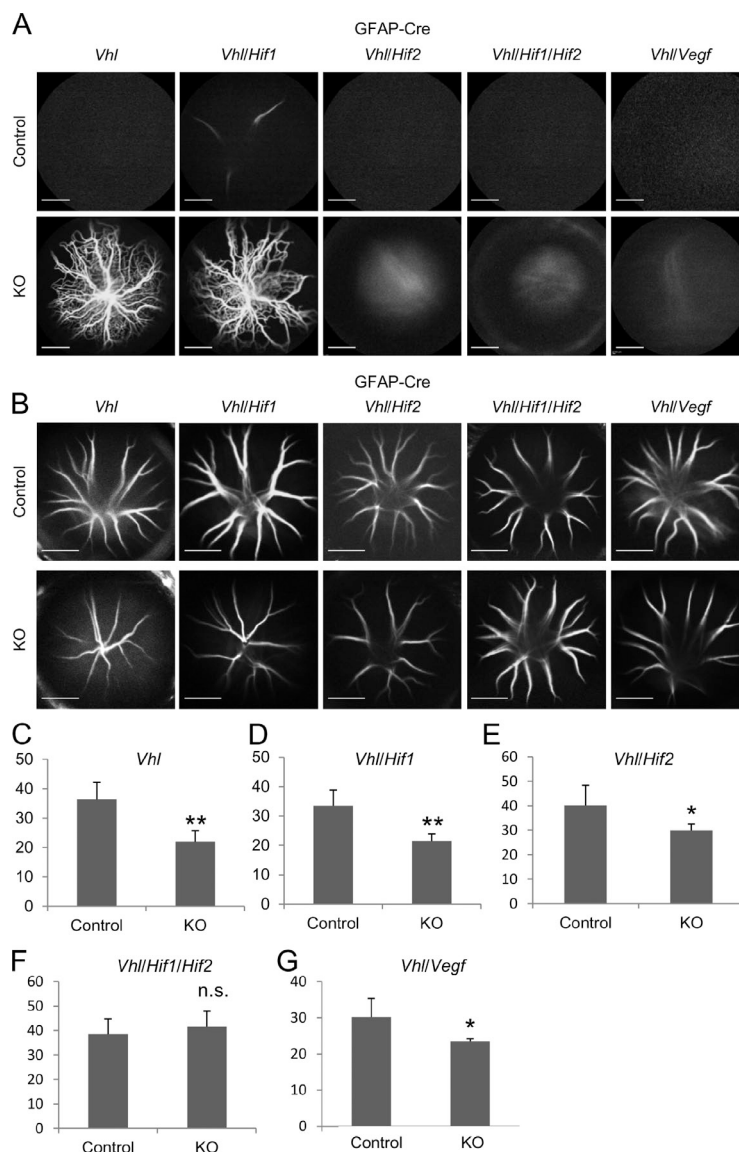 A
GFAP-Cre
Vhl Vhl/Hif1 Vhl/Hif2 Vhl/Hif1/Hif2 Vhl/Vegf
Control
KO
GFAP-Cre
B
Vhl Vhl/Hif1 Vhl/Hif2 Vhl/Hif1/Hif2 Vhl/Vegf
Control
KO
C
Vhl
50
40
30
20
10
0
**
Control KO
D
Vhl/Hif1
50
40
30
20
10
0
**
Control KO
E
Vhl/Hif2
60
50
40
30
20
10
0
*
Control KO
F
Vhl/Hif1/Hif2
60
50
40
30
20
10
0
n.s.
Control KO
G
Vhl/Vegf
40
30
20
10
0
*
Control KO